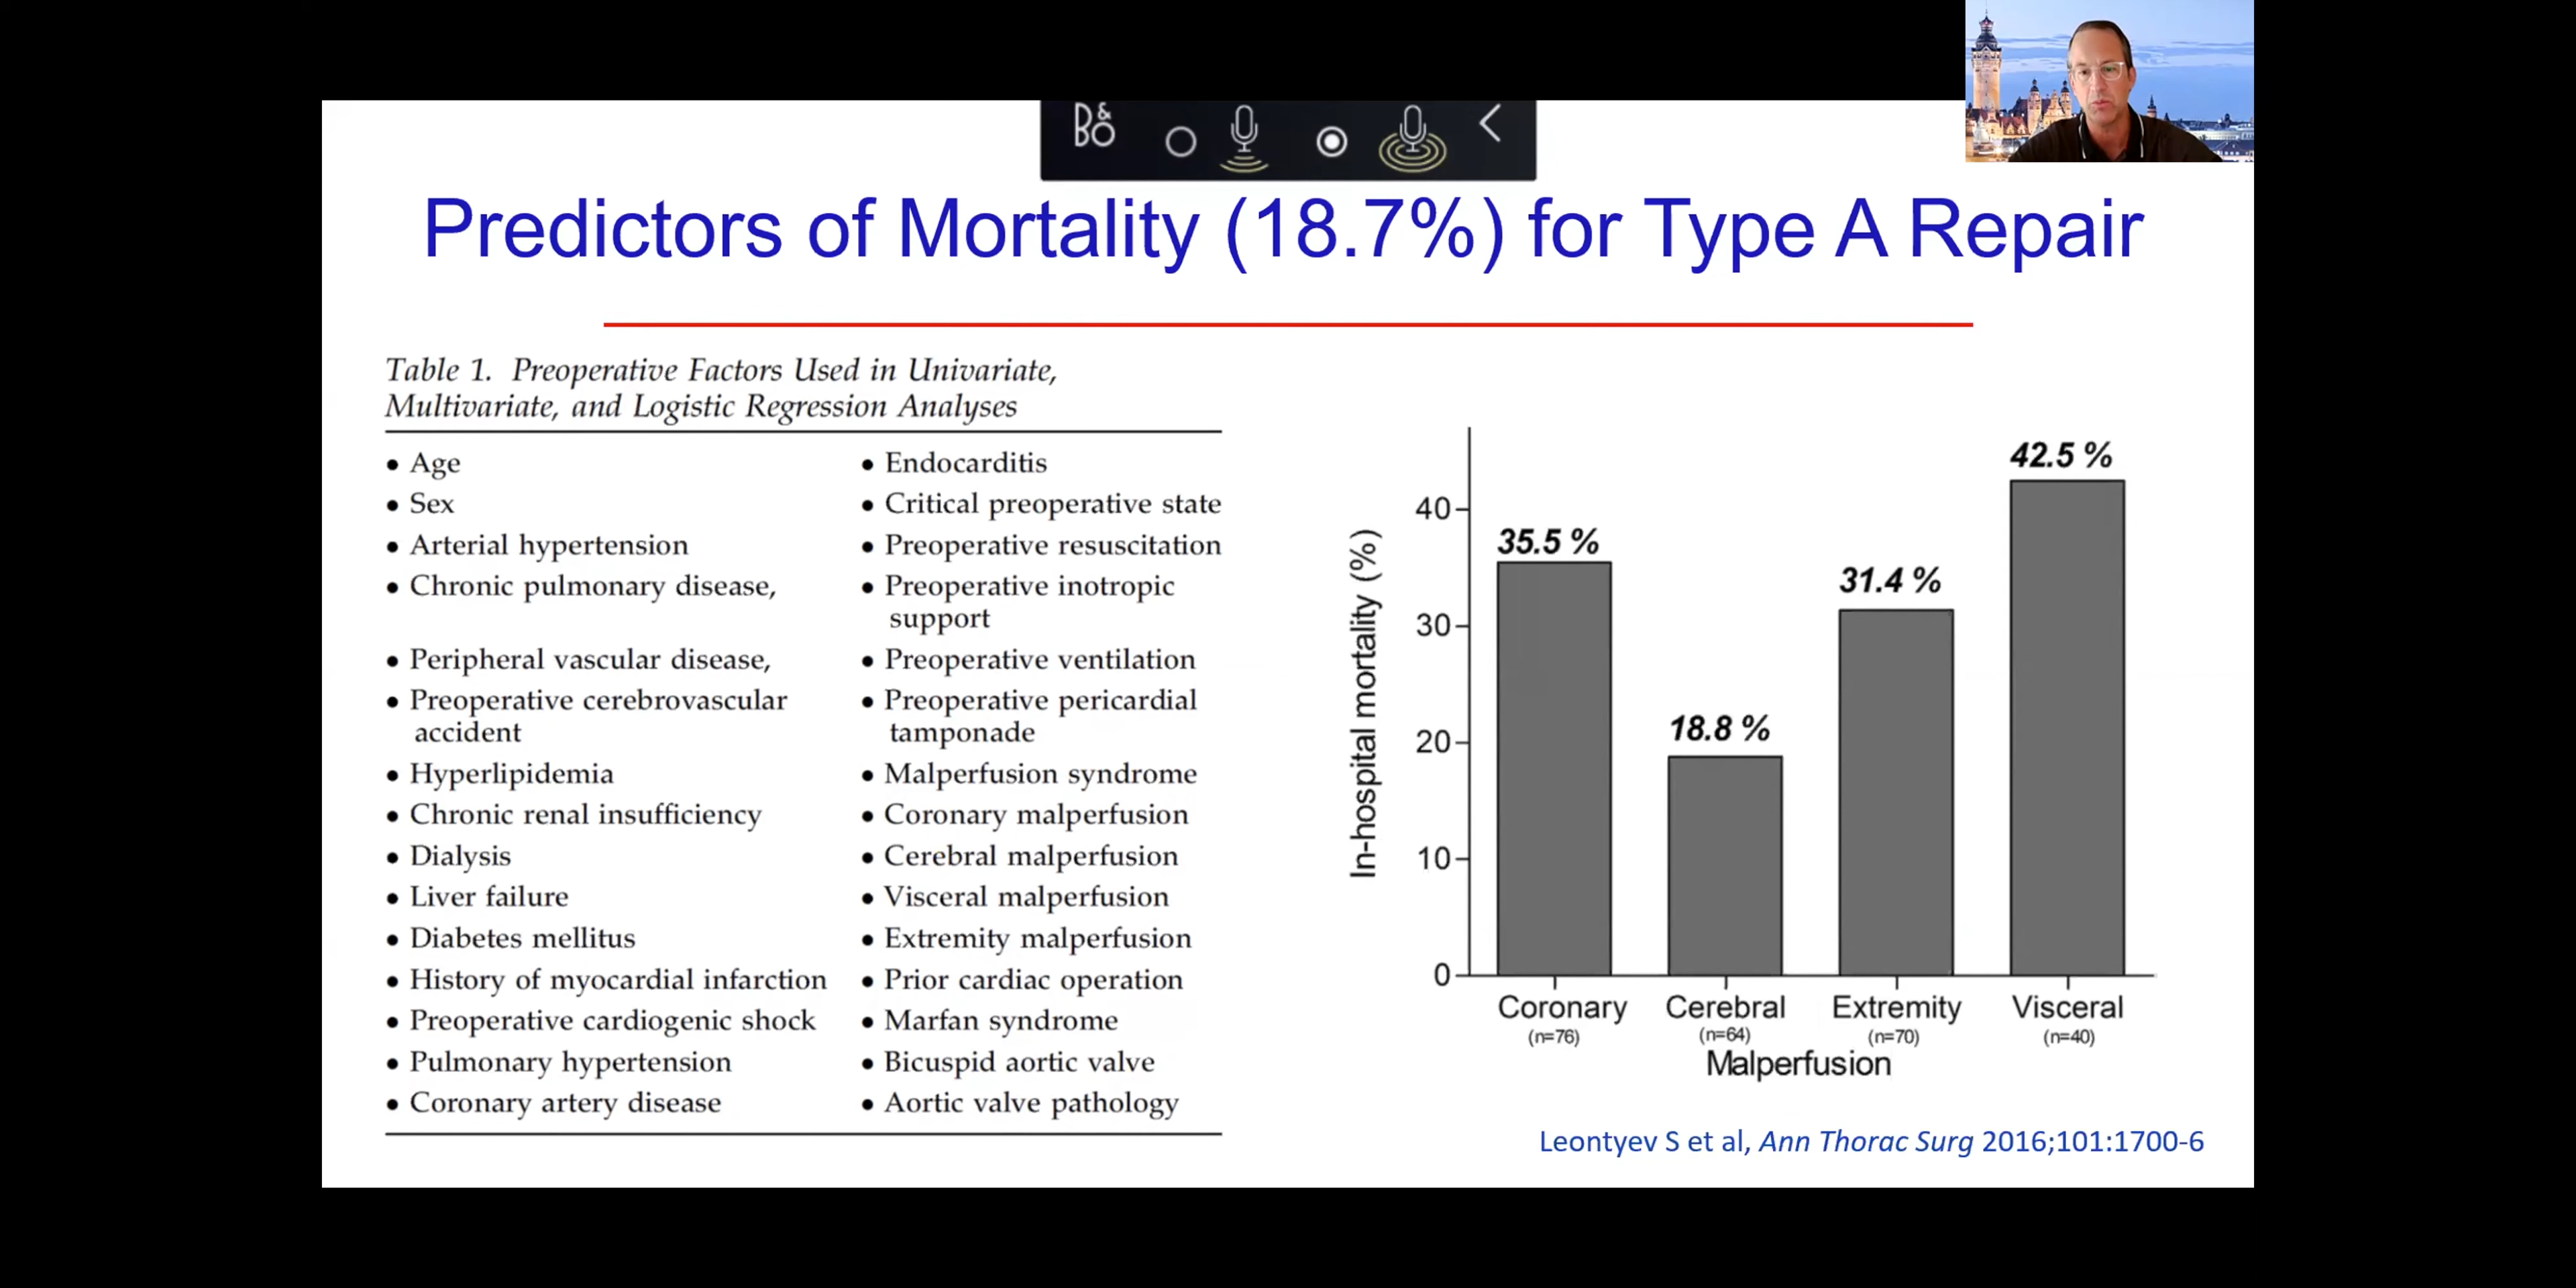 B&O
Predictors of Mortality (18.7%) for Type A Repair
Table 1. Preoperative Factors Used in Univariate,
Multivariate, and Logistic Regression Analyses
• Age
• Sex
• Arterial hypertension
• Chronic pulmonary disease,
• Peripheral vascular disease,
• Preoperative cerebrovascular
accident
• Hyperlipidemia
• Chronic renal insufficiency
• Dialysis
• Liver failure
• Diabetes mellitus
• History of myocardial infarction
• Preoperative cardiogenic shock
• Pulmonary hypertension
• Coronary artery disease
• Endocarditis
• Critical preoperative state
• Preoperative resuscitation
• Preoperative inotropic
support
• Preoperative ventilation
• Preoperative pericardial
tamponade
• Malperfusion syndrome
• Coronary malperfusion
• Cerebral malperfusion
• Visceral malperfusion
• Extremity malperfusion
• Prior cardiac operation
• Marfan syndrome
• Bicuspid aortic valve
• Aortic valve pathology
In-hospital mortality (%)
40
30
20
10
0
35.5 %
18.8 %
31.4 %
42.5 %
Coronary Cerebral Extremity Visceral
(n=76) (n=64) (n=70) (n=40)
Malperfusion
Leontyev S et al, Ann Thorac Surg 2016;101:1700-6